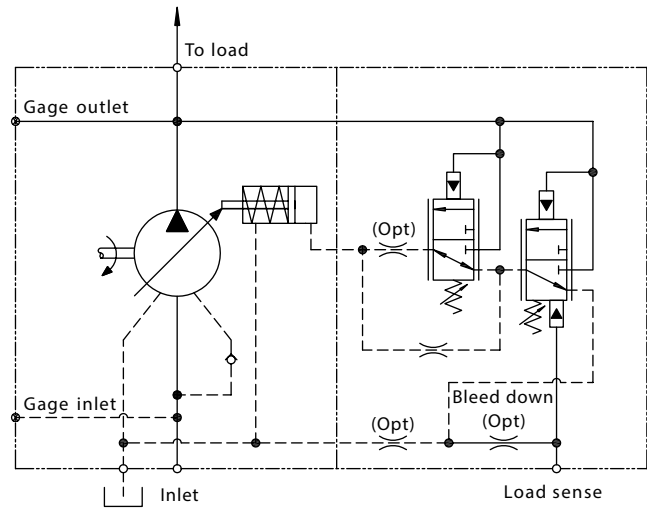 To load
Gage outlet
(Opt)
Gage inlet
Bleed down
(Opt)
(Opt)
Inlet
Load sense